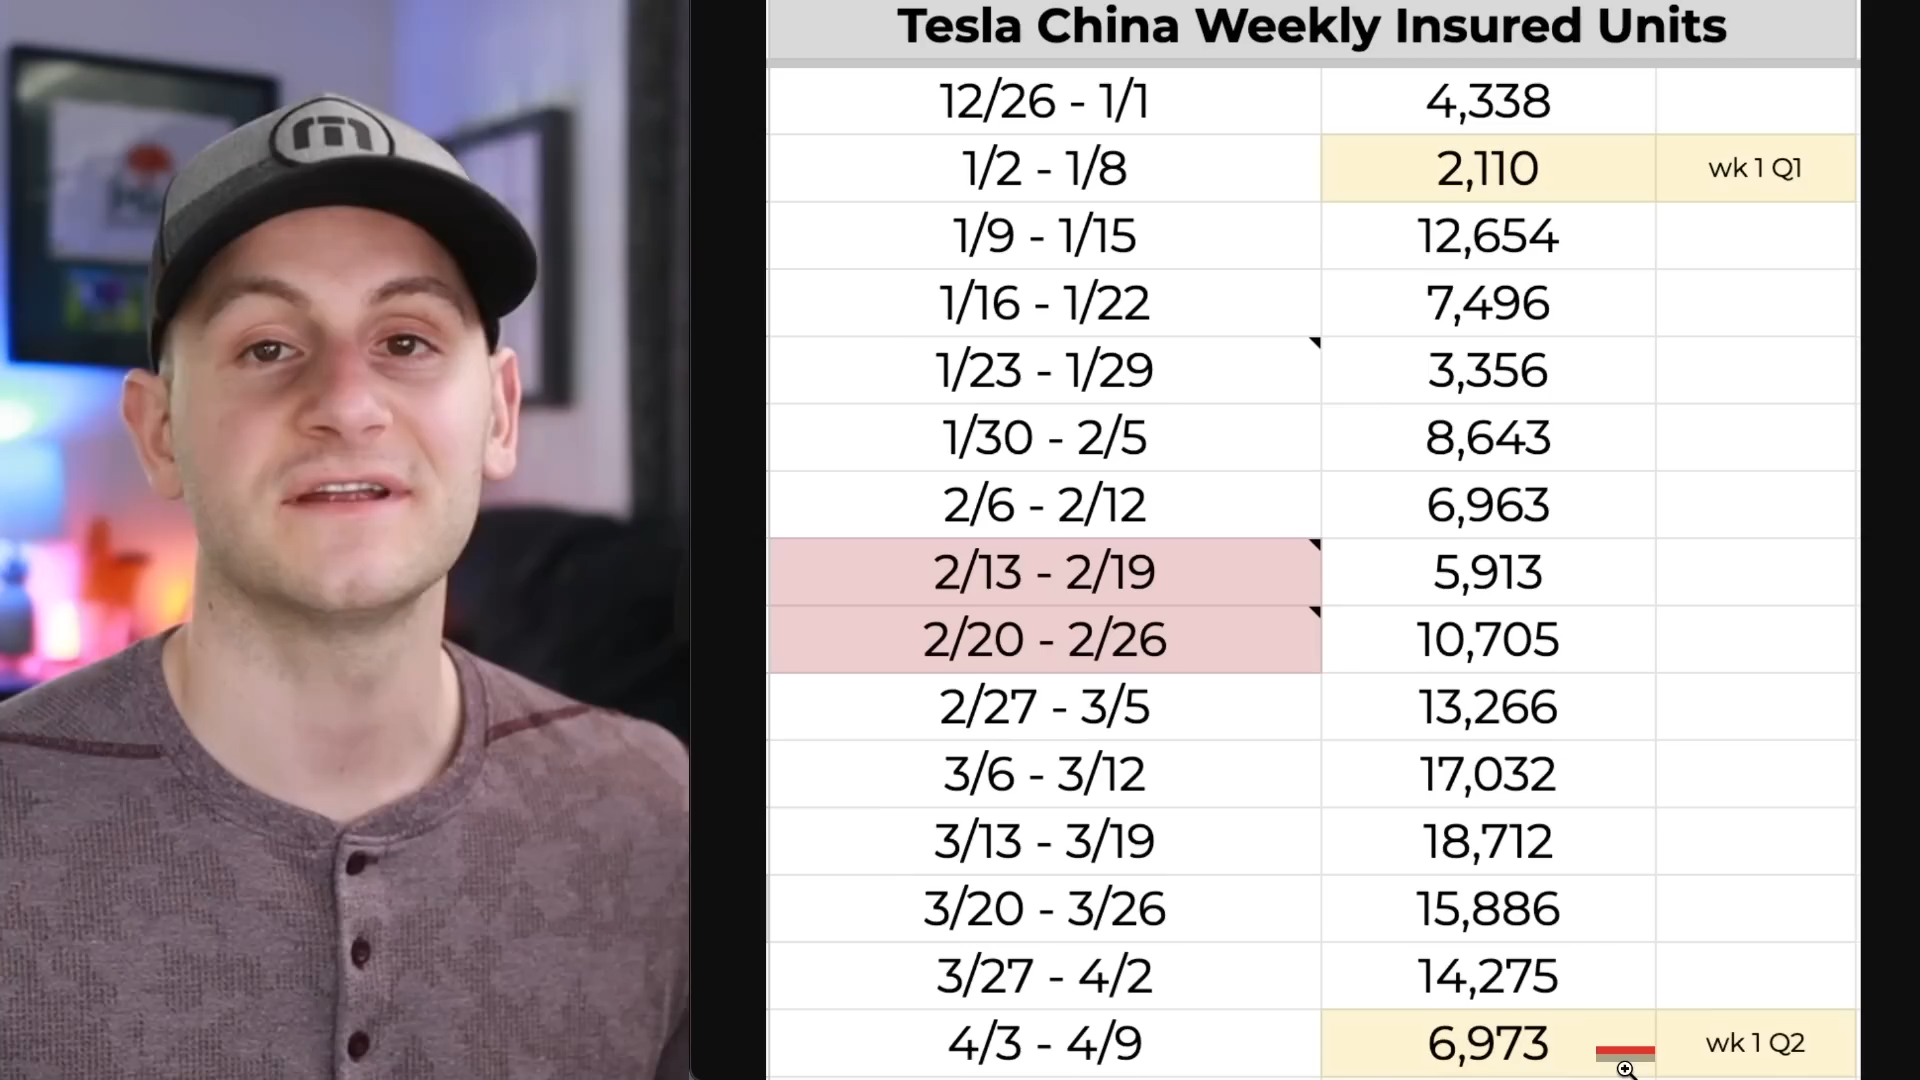 Tesla China Weekly Insured Units
12/26 - 1/1 4,338
1/2 - 1/8 2,110 wk 1 Q1
1/9 - 1/15 12,654
1/16 - 1/22 7,496
1/23 - 1/29 3,356
1/30 - 2/5 8,643
2/6 - 2/12 6,963
2/13 - 2/19 5,913
2/20 - 2/26 10,705
2/27 - 3/5 13,266
3/6 - 3/12 17,032
3/13 - 3/19 18,712
3/20 - 3/26 15,886
3/27 - 4/2 14,275
4/3 - 4/9 6,973 wk 1 Q2